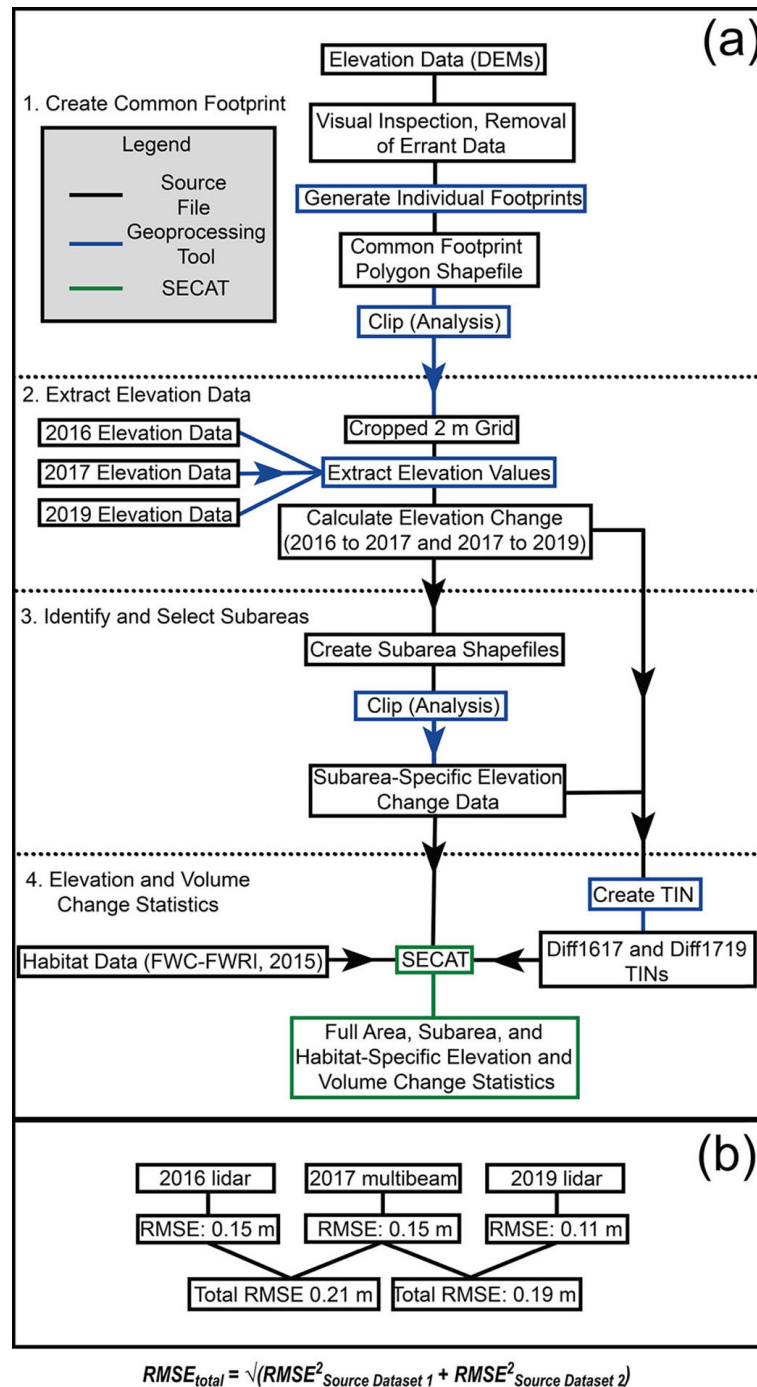 (a)
Elevation Data (DEMs)
1. Create Common Footprint
Legend
Source
File
Geoprocessing
Tool
SECAT
Visual Inspection, Removal
of Errant Data
Generate Individual Footprints
Common Footprint
Polygon Shapefile
Clip (Analysis)
2. Extract Elevation Data
2016 Elevation Data
2017 Elevation Data
2019 Elevation Data
Cropped 2 m Grid
Extract Elevation Values
Calculate Elevation Change
(2016 to 2017 and 2017 to 2019)
3. Identify and Select Subareas
Create Subarea Shapefiles
Clip (Analysis)
Subarea-Specific Elevation
Change Data
4. Elevation and Volume
Change Statistics
Create TIN
Habitat Data (FWC-FWRI, 2015)
SECAT
Diff1617 and Diff1719
TINs
Full Area, Subarea, and
Habitat-Specific Elevation and
Volume Change Statistics
(b)
2016 lidar
2017 multibeam
2019 lidar
RMSE: 0.15 m
RMSE: 0.15 m
RMSE: 0.11 m
Total RMSE 0.21 m
Total RMSE: 0.19 m
RMSE_total = √(RMSE²_Source Dataset 1 + RMSE²_Source Dataset 2)